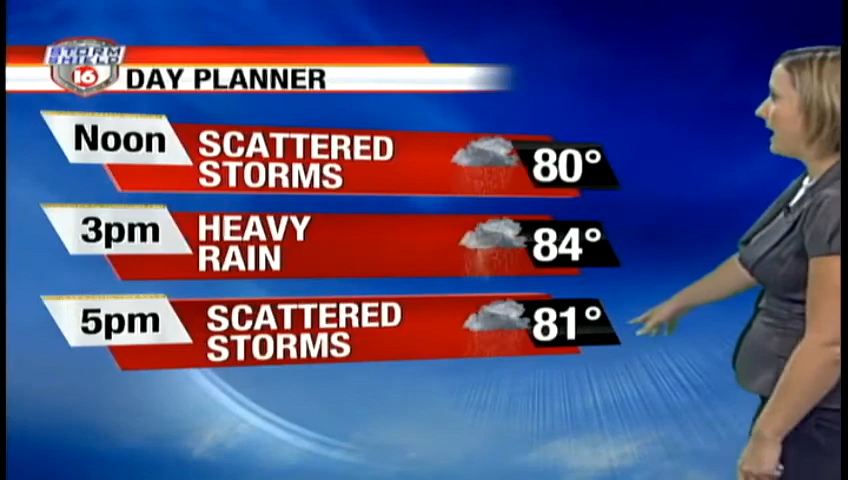 STORM
SHIELD
16
DAY PLANNER
Noon
SCATTERED
STORMS
80°
3pm
HEAVY
RAIN
84°
5pm
SCATTERED
STORMS
81°